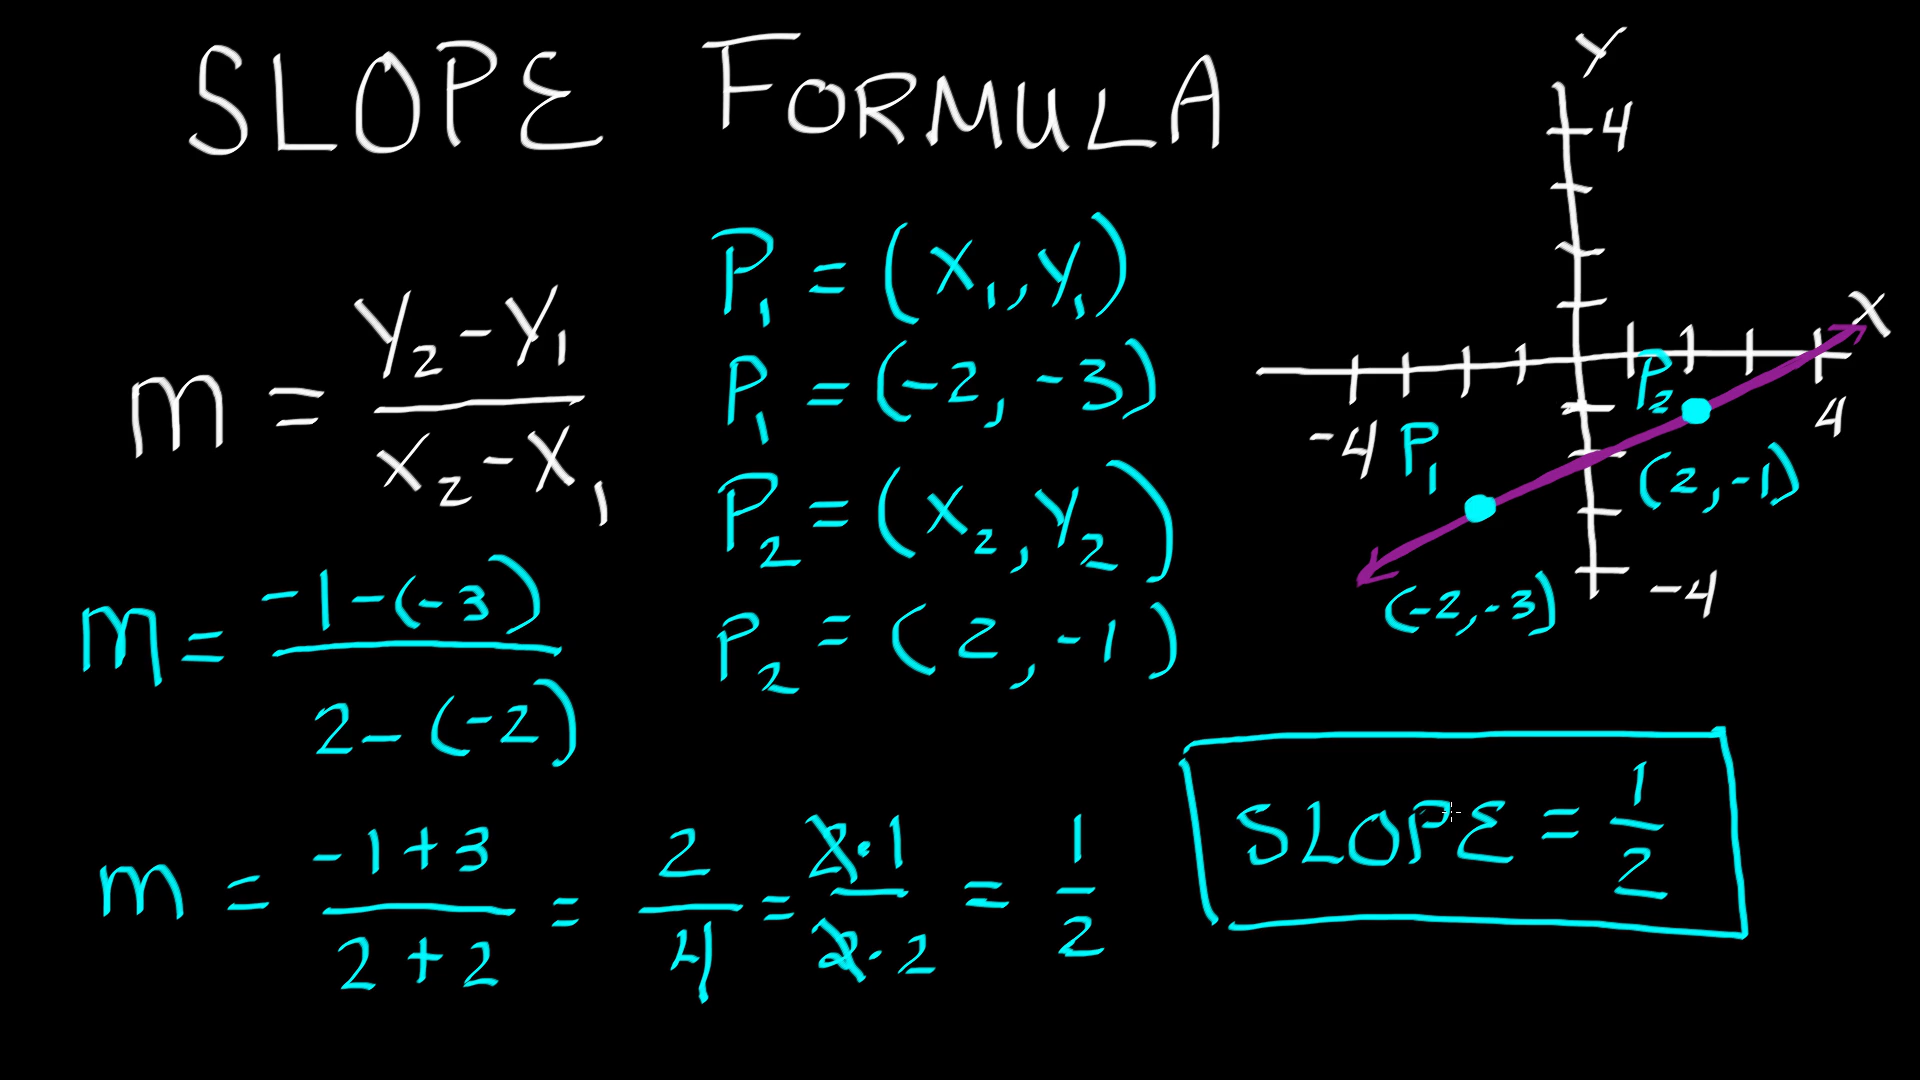 SLOPE FORMULA
m = (Y₂ - Y₁) / (X₂ - X₁)
m = (-1 - (-3)) / (2 - (-2))
m = (-1 + 3) / (2 + 2) = 2/4 = (2·1) / (2·2) = 1/2
P₁ = (X₁, Y₁)
P₁ = (-2, -3)
P₂ = (X₂, Y₂)
P₂ = (2, -1)
Y
4
X
-4
4
P₁
P₂
(2, -1)
(-2, -3)
-4
SLOPE = 1/2